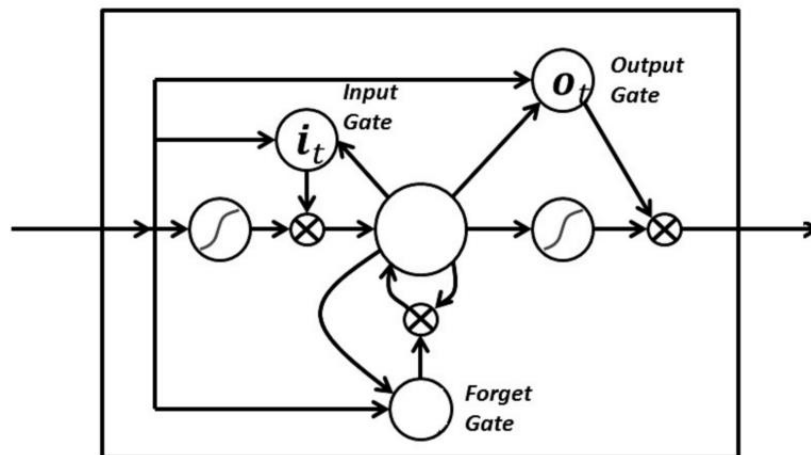 Input
Gate
i_t
o_t
Output
Gate
Forget
Gate